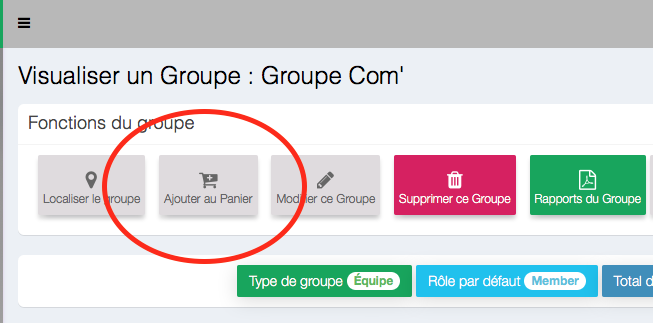 Visualiser un Groupe : Groupe Com'
Fonctions du groupe
Localiser le groupe
Ajouter au Panier
Modifier ce Groupe
Supprimer ce Groupe
Rapports du Groupe
Type de groupe Équipe
Rôle par défaut Member
Total d